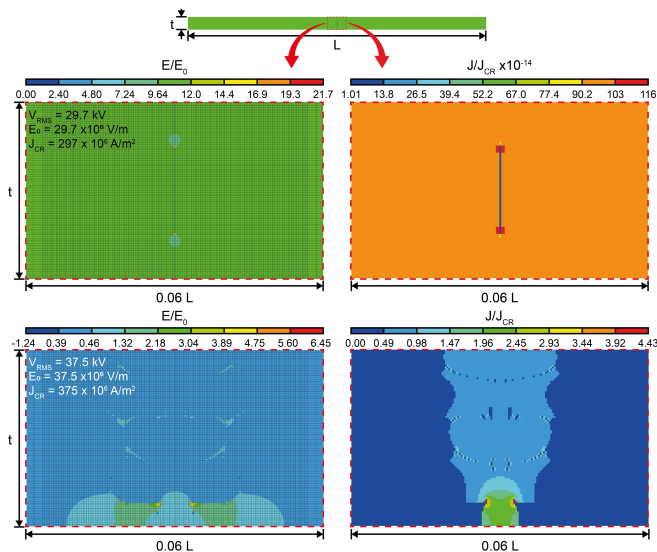 t
L
E/E₀
J/J_CR x10⁻¹⁴
0.00 2.40 4.80 7.24 9.64 12.0 14.4 16.9 19.3 21.7
1.01 13.8 26.5 39.4 52.2 67.0 77.4 90.2 103 116
V_RMS = 29.7 kV
E₀ = 29.7 x10⁶ V/m
J_CR = 297 x 10⁶ A/m²
t
0.06 L
0.06 L
E/E₀
J/J_CR
-1.24 0.39 0.46 1.32 2.18 3.04 3.89 4.75 5.60 6.45
0.00 0.49 0.98 1.47 1.96 2.45 2.93 3.44 3.92 4.43
V_RMS = 37.5 kV
E₀ = 37.5 x10⁶ V/m
J_CR = 375 x 10⁶ A/m²
t
0.06 L
0.06 L